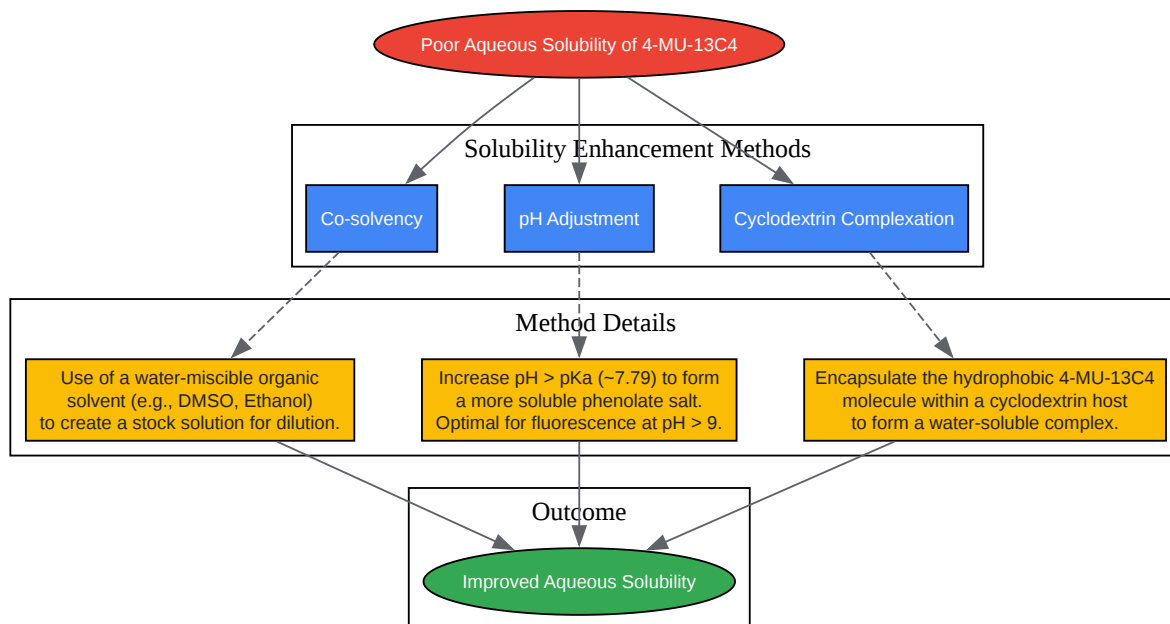 Poor Aqueous Solubility of 4-MU-13C4
Solubility Enhancement Methods
Co-solvency
pH Adjustment
Cyclodextrin Complexation
Method Details
Use of a water-miscible organic
solvent (e.g., DMSO, Ethanol)
to create a stock solution for dilution.
Increase pH > pKa (~7.79) to form
a more soluble phenolate salt.
Optimal for fluorescence at pH > 9.
Encapsulate the hydrophobic 4-MU-13C4
molecule within a cyclodextrin host
to form a water-soluble complex.
Outcome
Improved Aqueous Solubility